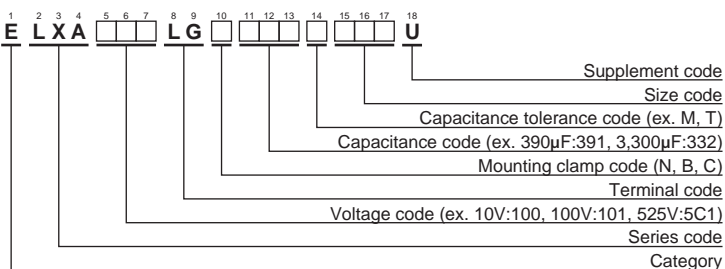 1 2 3 4 5 6 7 8 9 10 11 12 13 14 15 16 17 18
E L X A □□□ L G □ □□□ □ □□□ U
Supplement code
Size code
Capacitance tolerance code (ex. M, T)
Capacitance code (ex. 390µF:391, 3,300µF:332)
Mounting clamp code (N, B, C)
Terminal code
Voltage code (ex. 10V:100, 100V:101, 525V:5C1)
Series code
Category